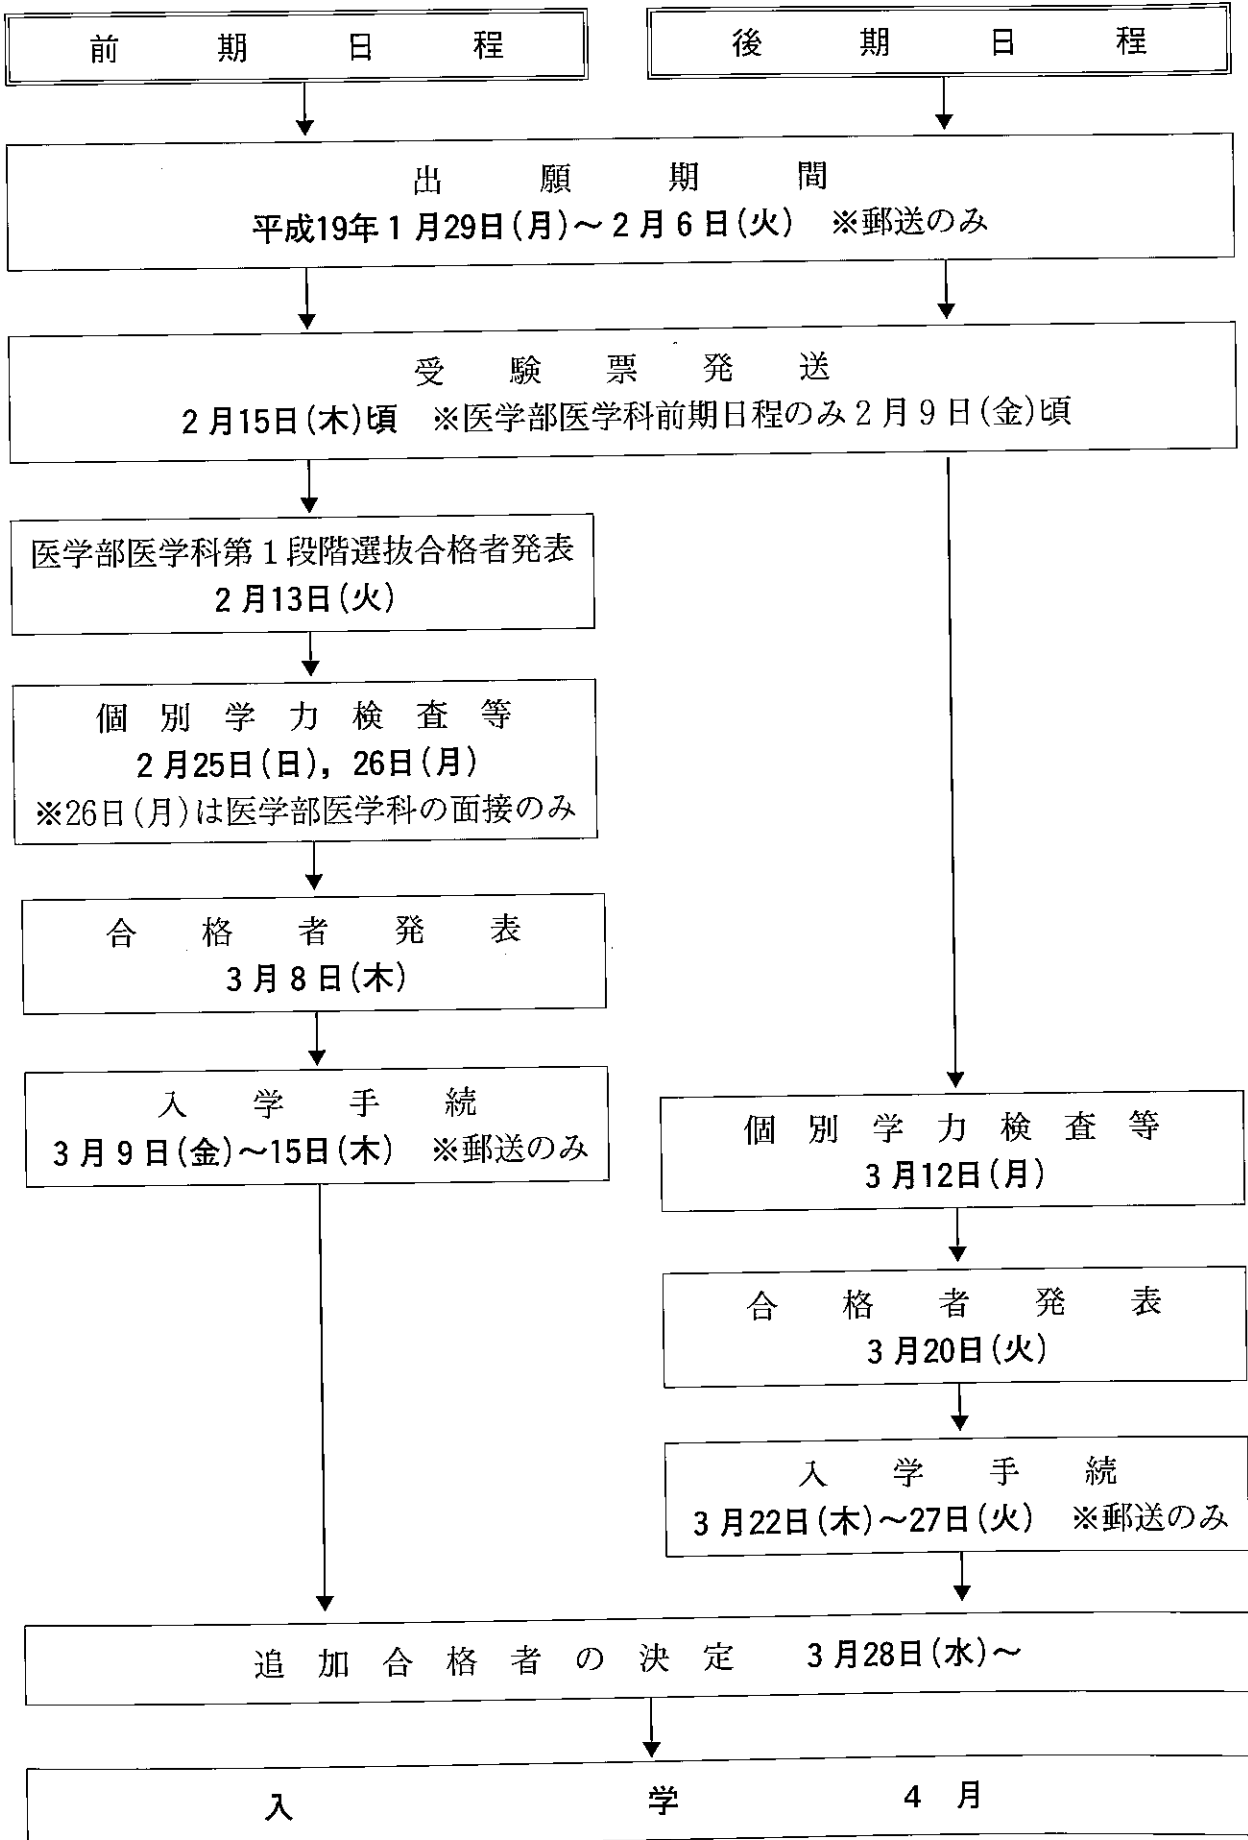 前期日程
後期日程
出願期間
平成19年1月29日(月)～2月6日(火) ※郵送のみ
受験票発送
2月15日(木)頃 ※医学部医学科前期日程のみ2月9日(金)頃
医学部医学科第1段階選抜合格者発表
2月13日(火)
個別学力検査等
2月25日(日)，26日(月)
※26日(月)は医学部医学科の面接のみ
合格者発表
3月8日(木)
入学手続
3月9日(金)～15日(木) ※郵送のみ
個別学力検査等
3月12日(月)
合格者発表
3月20日(火)
入学手続
3月22日(木)～27日(火) ※郵送のみ
追加合格者の決定 3月28日(水)～
入学 4月